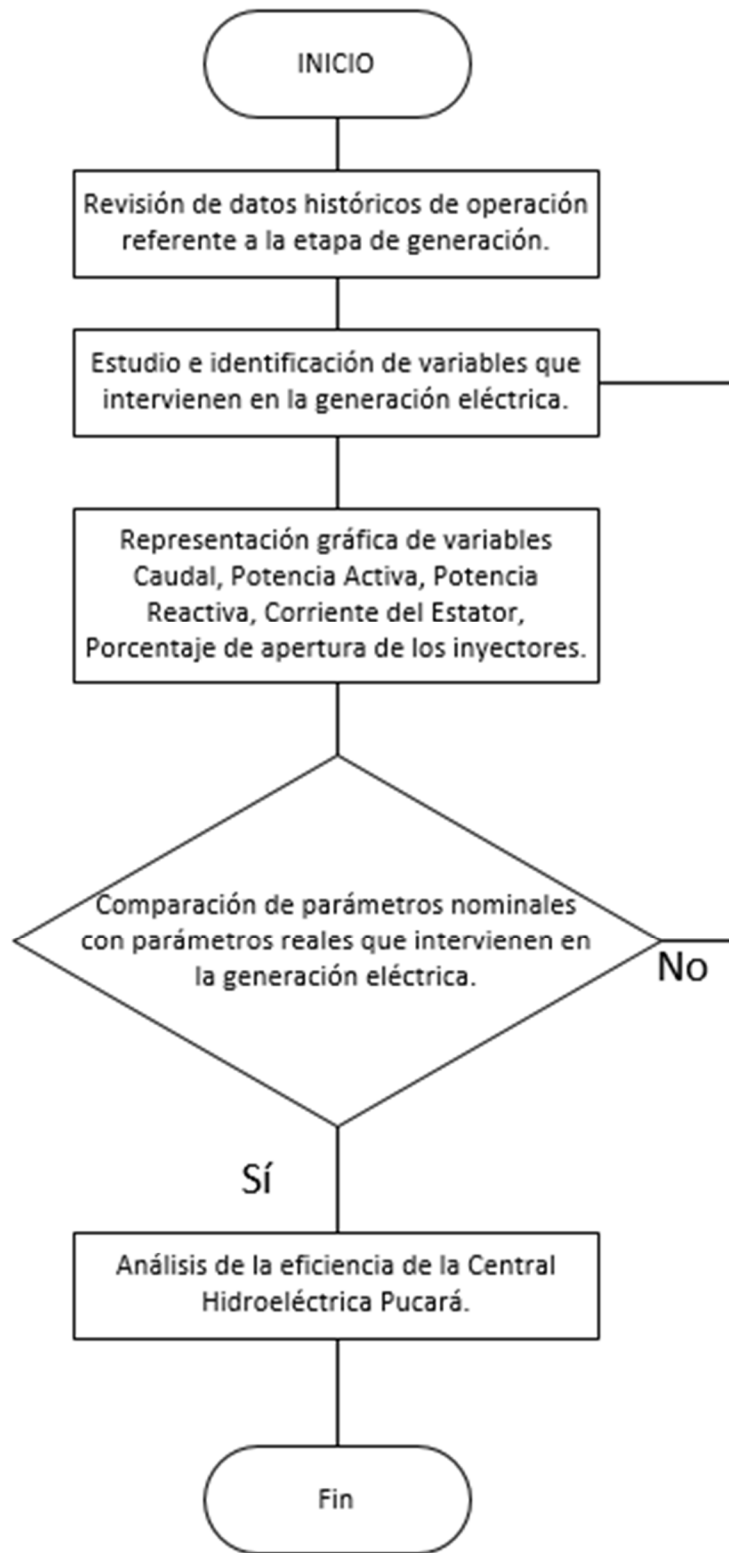 INICIO
Revisión de datos históricos de operación
referente a la etapa de generación.
Estudio e identificación de variables que
intervienen en la generación eléctrica.
Representación gráfica de variables
Caudal, Potencia Activa, Potencia
Reactiva, Corriente del Estator,
Porcentaje de apertura de los inyectores.
Comparación de parámetros nominales
con parámetros reales que intervienen en
la generación eléctrica.
No
Sí
Análisis de la eficiencia de la Central
Hidroeléctrica Pucará.
Fin